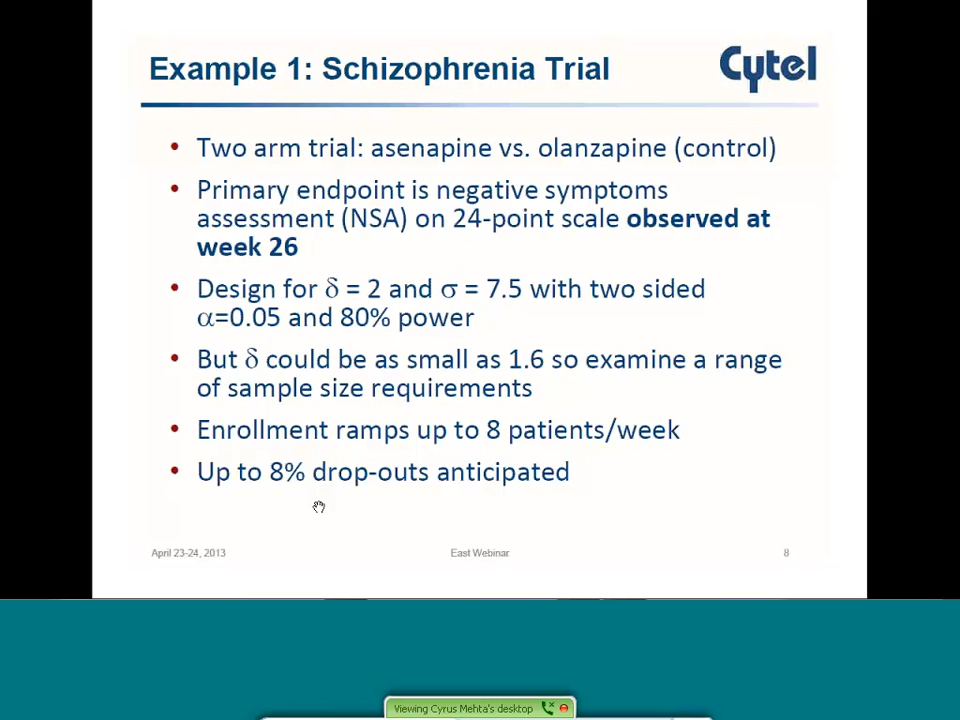 Example 1: Schizophrenia Trial
Cytel
• Two arm trial: asenapine vs. olanzapine (control)
• Primary endpoint is negative symptoms
assessment (NSA) on 24-point scale observed at
week 26
• Design for δ = 2 and σ = 7.5 with two sided
α=0.05 and 80% power
• But δ could be as small as 1.6 so examine a range
of sample size requirements
• Enrollment ramps up to 8 patients/week
• Up to 8% drop-outs anticipated
April 23-24, 2013
East Webinar
8
Viewing Cyrus Mehta's desktop